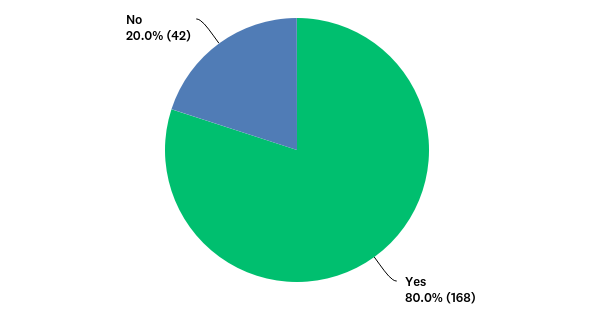 No
20.0% (42)
Yes
80.0% (168)